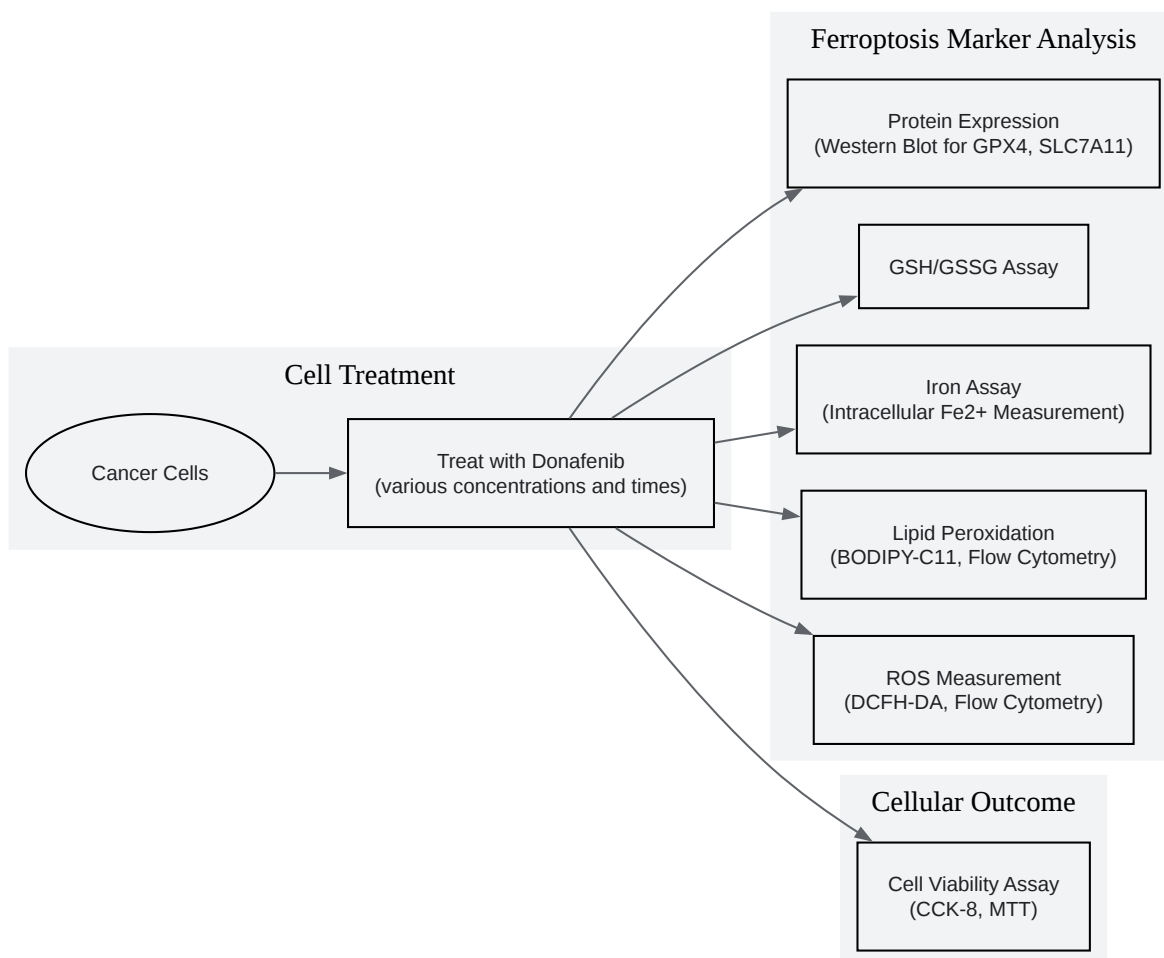 Ferroptosis Marker Analysis
Protein Expression
(Western Blot for GPX4, SLC7A11)
GSH/GSSG Assay
Cell Treatment
Iron Assay
(Intracellular Fe2+ Measurement)
Cancer Cells
Treat with Donafenib
(various concentrations and times)
Lipid Peroxidation
(BODIPY-C11, Flow Cytometry)
ROS Measurement
(DCFH-DA, Flow Cytometry)
Cellular Outcome
Cell Viability Assay
(CCK-8, MTT)